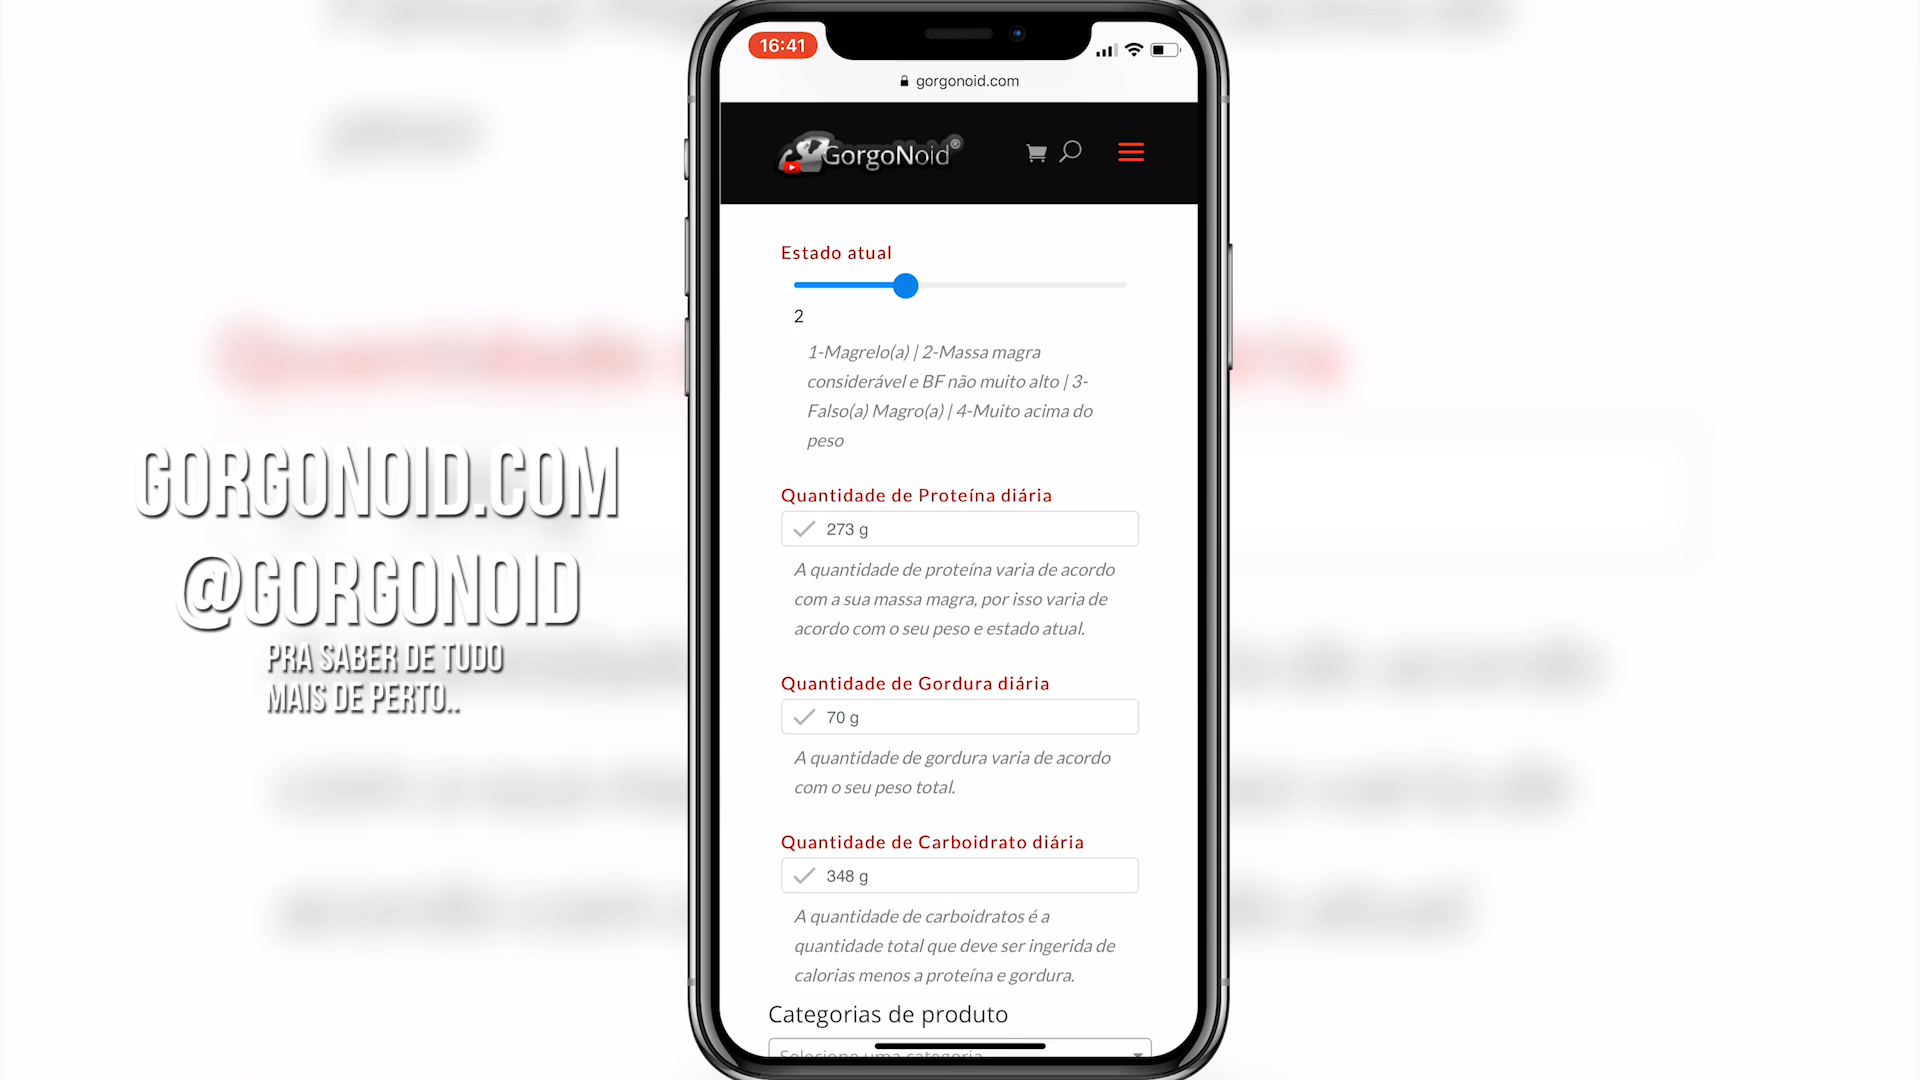 16:41
gorgonoid.com
GorgoNoid®
Estado atual
2
1-Magrelo(a) | 2-Massa magra
considerável e BF não muito alto | 3-
Falso(a) Magro(a) | 4-Muito acima do
peso
Quantidade de Proteína diária
273 g
A quantidade de proteína varia de acordo
com a sua massa magra, por isso varia de
acordo com o seu peso e estado atual.
Quantidade de Gordura diária
70 g
A quantidade de gordura varia de acordo
com o seu peso total.
Quantidade de Carboidrato diária
348 g
A quantidade de carboidratos é a
quantidade total que deve ser ingerida de
calorias menos a proteína e gordura.
Categorias de produto
Selecione uma categoria
GORGONOID.COM
@GORGONOID
PRA SABER DE TUDO
MAIS DE PERTO..